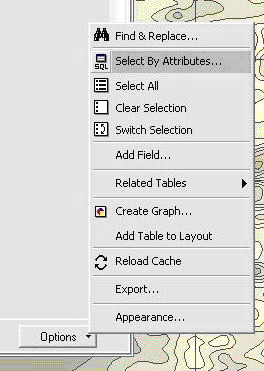 Find & Replace...
SQL
Select By Attributes...
Select All
Clear Selection
Switch Selection
Add Field...
Related Tables
Create Graph...
Add Table to Layout
Reload Cache
Export...
Appearance...
Options